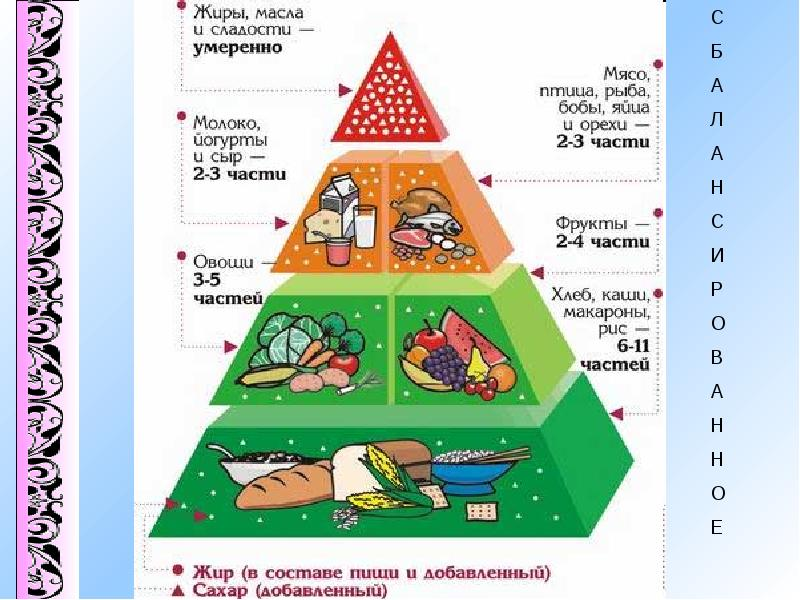 Жиры, масла
и сладости —
умеренно
Мясо,
птица, рыба,
бобы, яйца
и орехи —
2-3 части
Молоко,
йогурты
и сыр —
2-3 части
Фрукты —
2-4 части
Овощи —
3-5
частей
Хлеб, каши,
макароны,
рис —
6-11
частей
Жир (в составе пищи и добавленный)
Сахар (добавленный)
С
Б
А
Л
А
Н
С
И
Р
О
В
А
Н
Н
О
Е